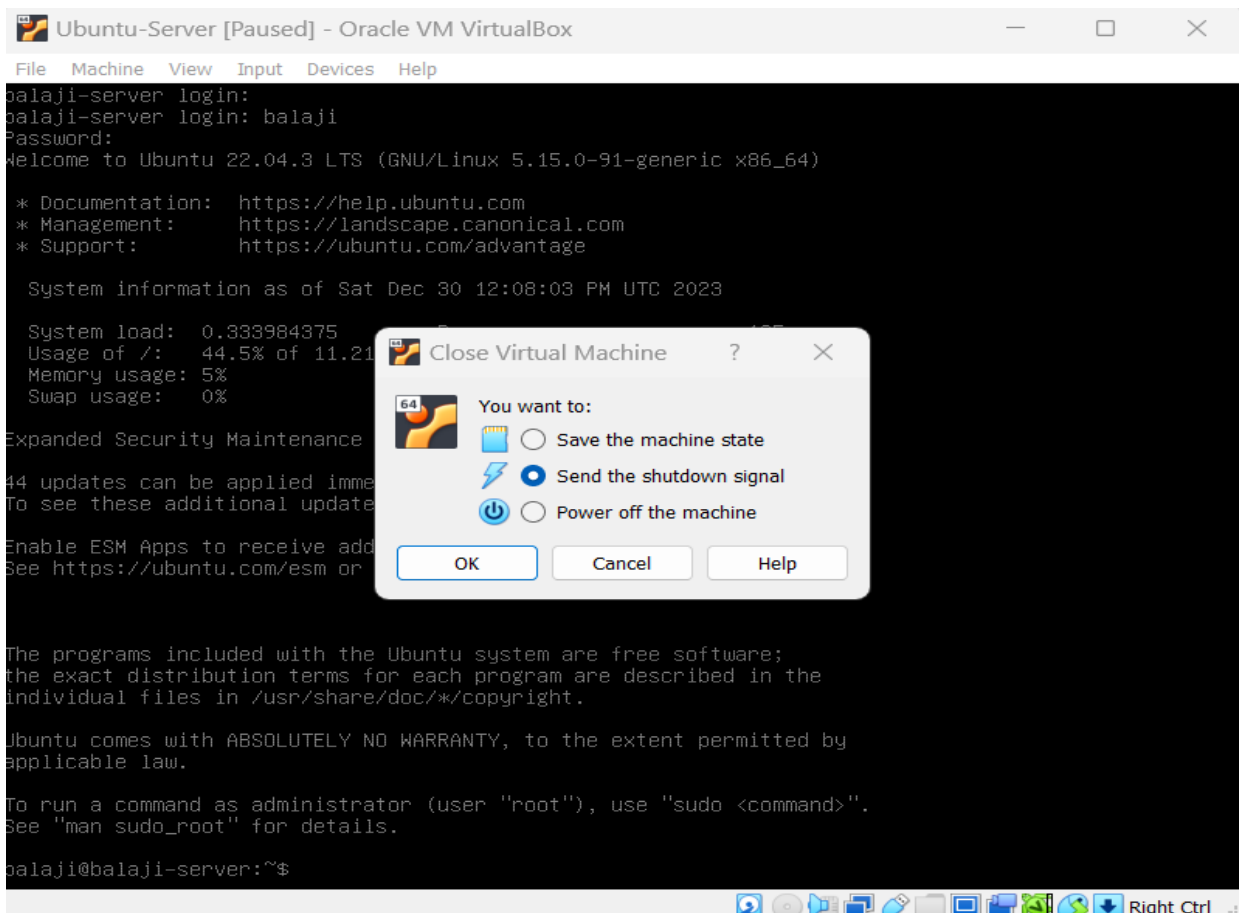 64
Ubuntu-Server [Paused] - Oracle VM VirtualBox
File Machine View Input Devices Help
balaji-server login:
balaji-server login: balaji
Password:
Welcome to Ubuntu 22.04.3 LTS (GNU/Linux 5.15.0-91-generic x86_64)
* Documentation: https://help.ubuntu.com
* Management: https://landscape.canonical.com
* Support: https://ubuntu.com/advantage
System information as of Sat Dec 30 12:08:03 PM UTC 2023
System load: 0.333984375
Usage of /: 44.5% of 11.21
Memory usage: 5%
Swap usage: 0%
Expanded Security Maintenance
44 updates can be applied imme
To see these additional update
Enable ESM Apps to receive add
See https://ubuntu.com/esm or
64
Close Virtual Machine ?
64
You want to:
Save the machine state
Send the shutdown signal
Power off the machine
OK Cancel Help
The programs included with the Ubuntu system are free software;
the exact distribution terms for each program are described in the
individual files in /usr/share/doc/*/copyright.
Ubuntu comes with ABSOLUTELY NO WARRANTY, to the extent permitted by
applicable law.
To run a command as administrator (user "root"), use "sudo <command>".
See "man sudo_root" for details.
balaji@balaji-server:~$
Right Ctrl